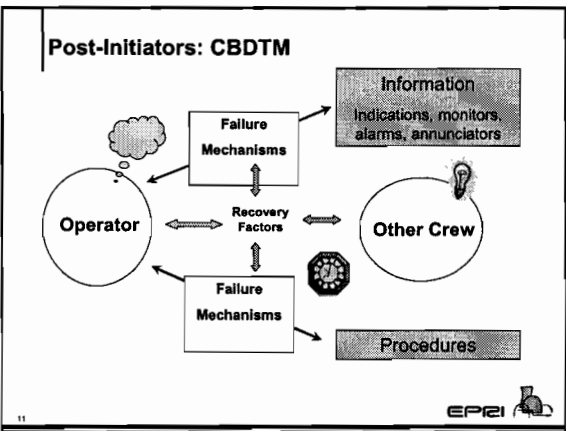 Post-Initiators: CBDTM
Information
Indications, monitors,
alarms, annunciators
Failure
Mechanisms
Operator
Recovery
Factors
Other Crew
Failure
Mechanisms
Procedures
11
EPRI